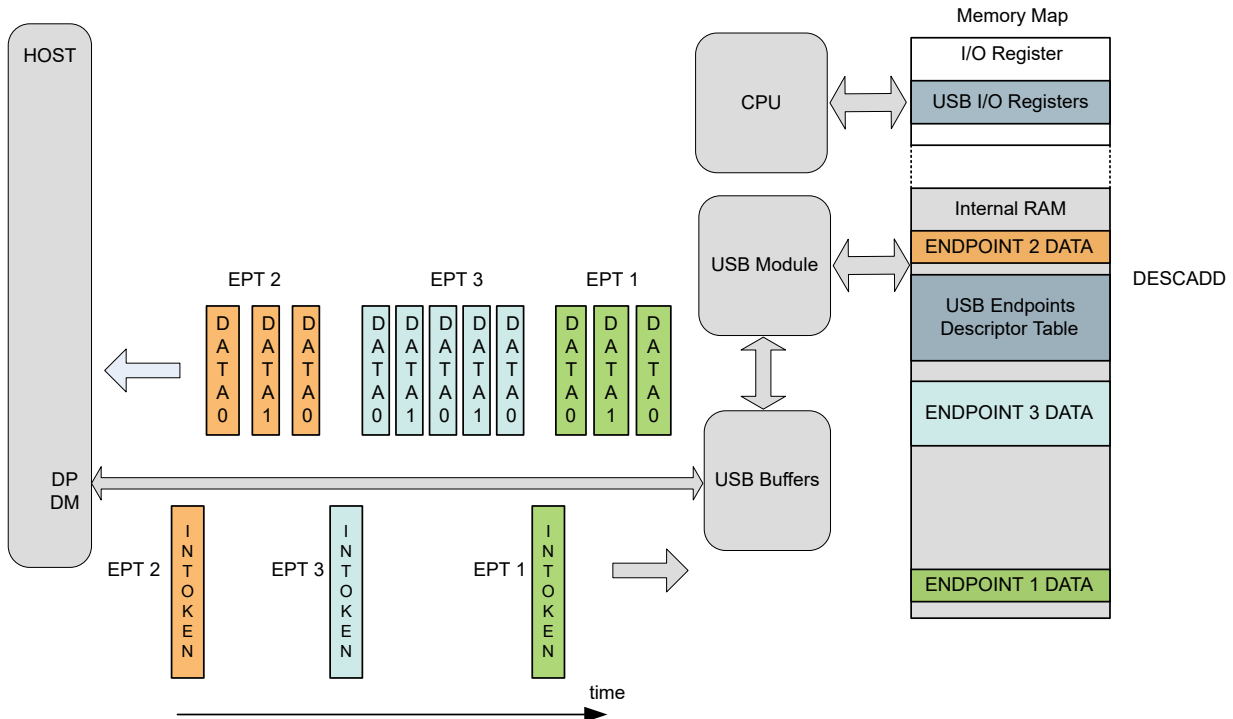 Memory Map
HOST
I/O Register
CPU
USB I/O Registers
Internal RAM
ENDPOINT 2 DATA
USB Module
DESCADD
EPT 2
EPT 3
EPT 1
USB Endpoints
Descriptor Table
DATA0
DATA1
DATA0
DATA0
DATA1
DATA0
DATA1
DATA0
DATA0
DATA1
DATA0
ENDPOINT 3 DATA
DP
DM
USB Buffers
EPT 2
INTOKEN
EPT 3
INTOKEN
EPT 1
INTOKEN
ENDPOINT 1 DATA
time